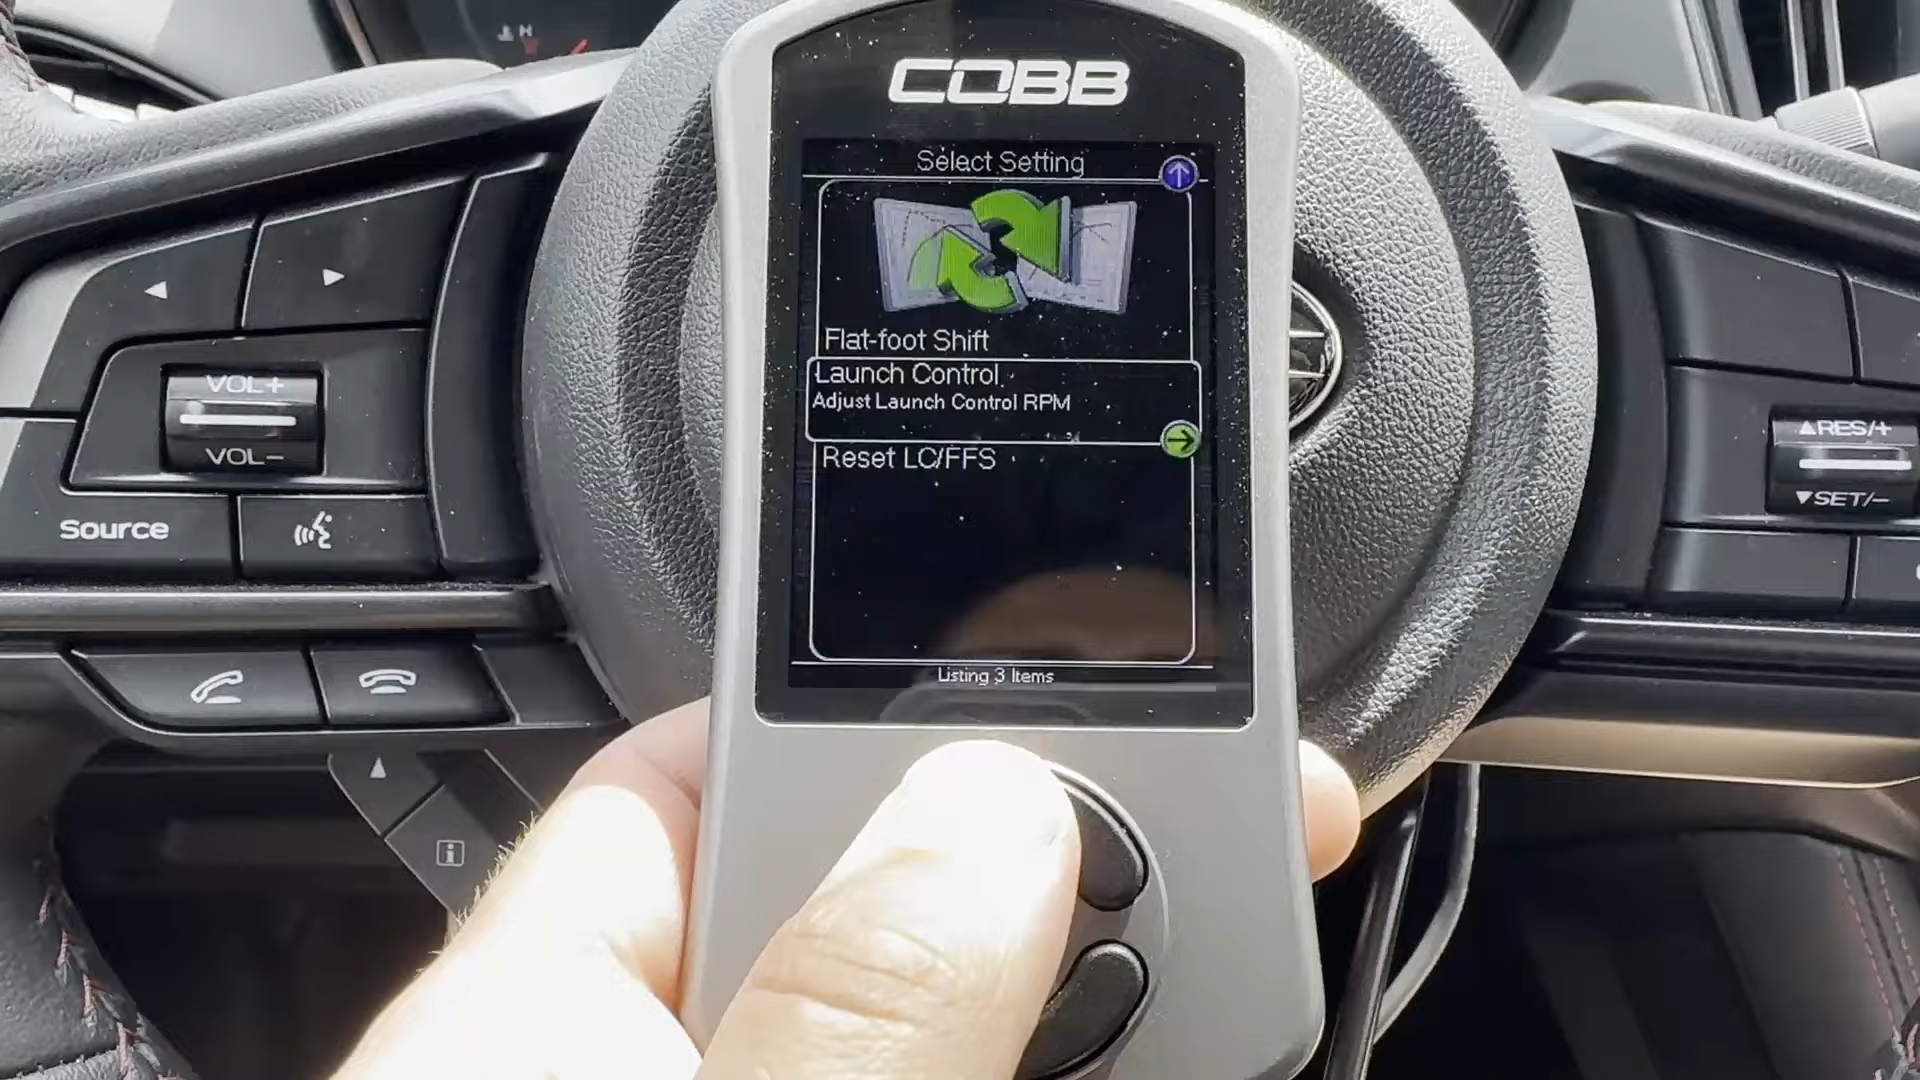 H
COBB
Select Setting
Flat-foot Shift
Launch Control
Adjust Launch Control RPM
Reset LC/FFS
Listing 3 Items
VOL+
VOL-
Source
i
RES/+
SET/-